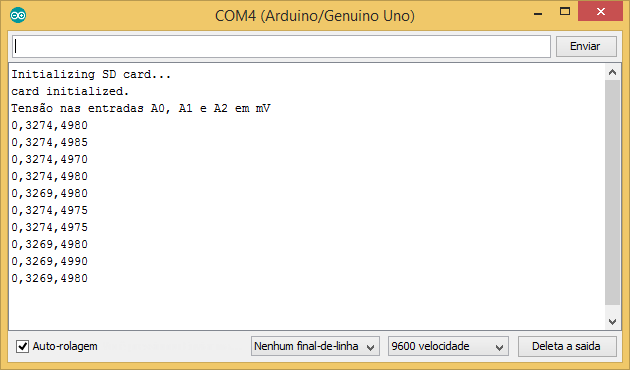 COM4 (Arduino/Genuino Uno)
Enviar
Initializing SD card...
card initialized.
Tensão nas entradas A0, A1 e A2 em mV
0,3274,4980
0,3274,4985
0,3274,4970
0,3274,4980
0,3269,4980
0,3274,4975
0,3274,4975
0,3269,4980
0,3269,4990
0,3269,4980
Auto-rolagem
Nenhum final-de-linha
9600 velocidade
Deleta a saida